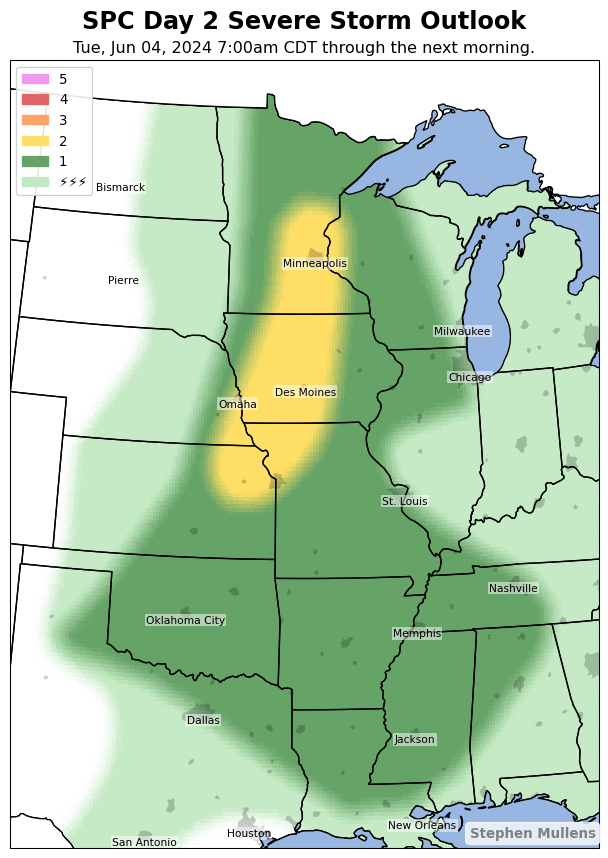 SPC Day 2 Severe Storm Outlook
Tue, Jun 04, 2024 7:00am CDT through the next morning.
5
4
3
2
1
⚡⚡⚡
Bismarck
Minneapolis
Pierre
Milwaukee
Chicago
Des Moines
Omaha
St. Louis
Nashville
Oklahoma City
Memphis
Dallas
Jackson
New Orleans
Houston
Stephen Mullens
San Antonio